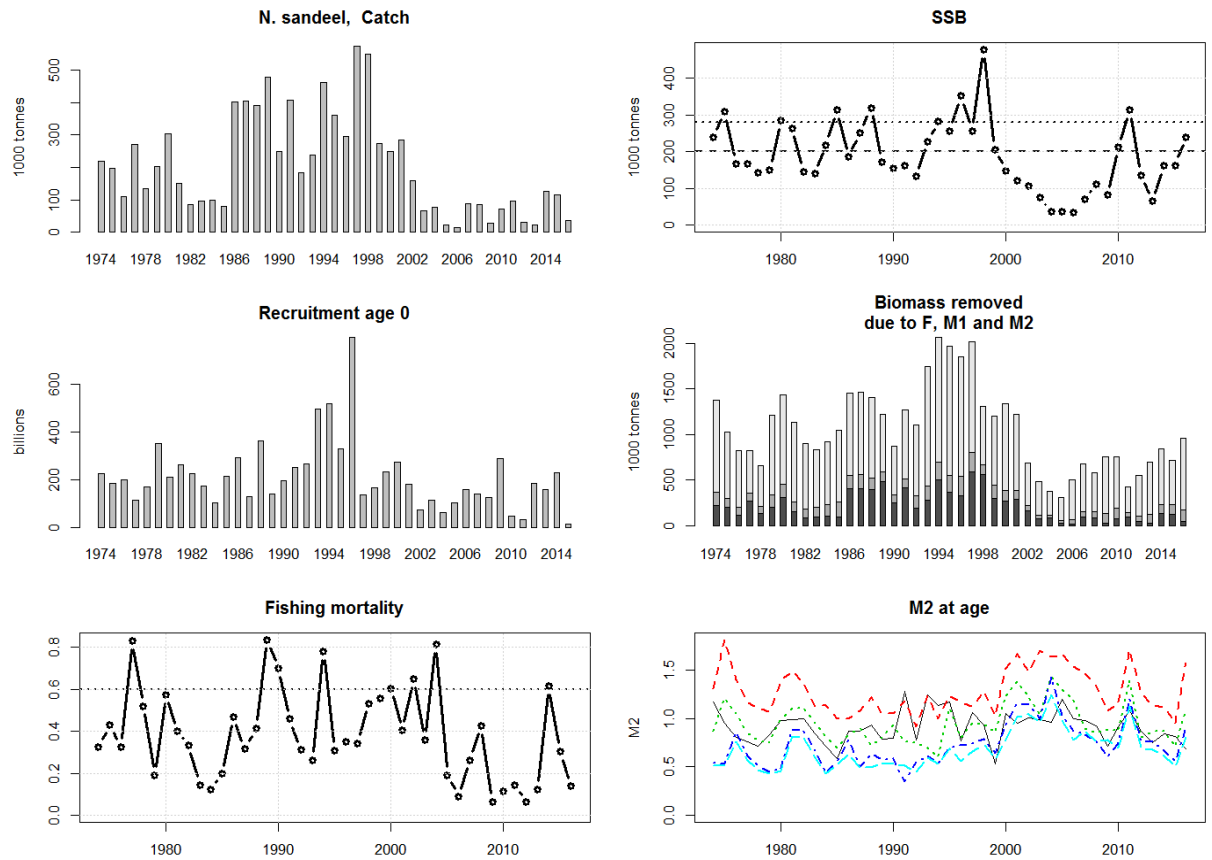 N. sandeel, Catch
1000 tonnes
500
300
100
0
1974 1978 1982 1986 1990 1994 1998 2002 2006 2010 2014
SSB
1000 tonnes
400
300
200
100
0
1980 1990 2000 2010
Recruitment age 0
billions
600
400
200
0
1974 1978 1982 1986 1990 1994 1998 2002 2006 2010 2014
Biomass removed
due to F, M1 and M2
1000 tonnes
2000
1500
1000
500
0
1974 1978 1982 1986 1990 1994 1998 2002 2006 2010 2014
Fishing mortality
0.8
0.6
0.4
0.2
0.0
1980 1990 2000 2010
M2 at age
M2
1.5
1.0
0.5
0.0
1980 1990 2000 2010